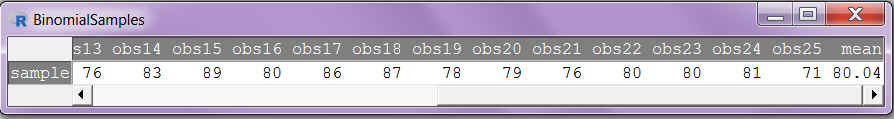 R BinomialSamples
s13 obs14 obs15 obs16 obs17 obs18 obs19 obs20 obs21 obs22 obs23 obs24 obs25 mean
sample 76 83 89 80 86 87 78 79 76 80 80 81 71 80.04